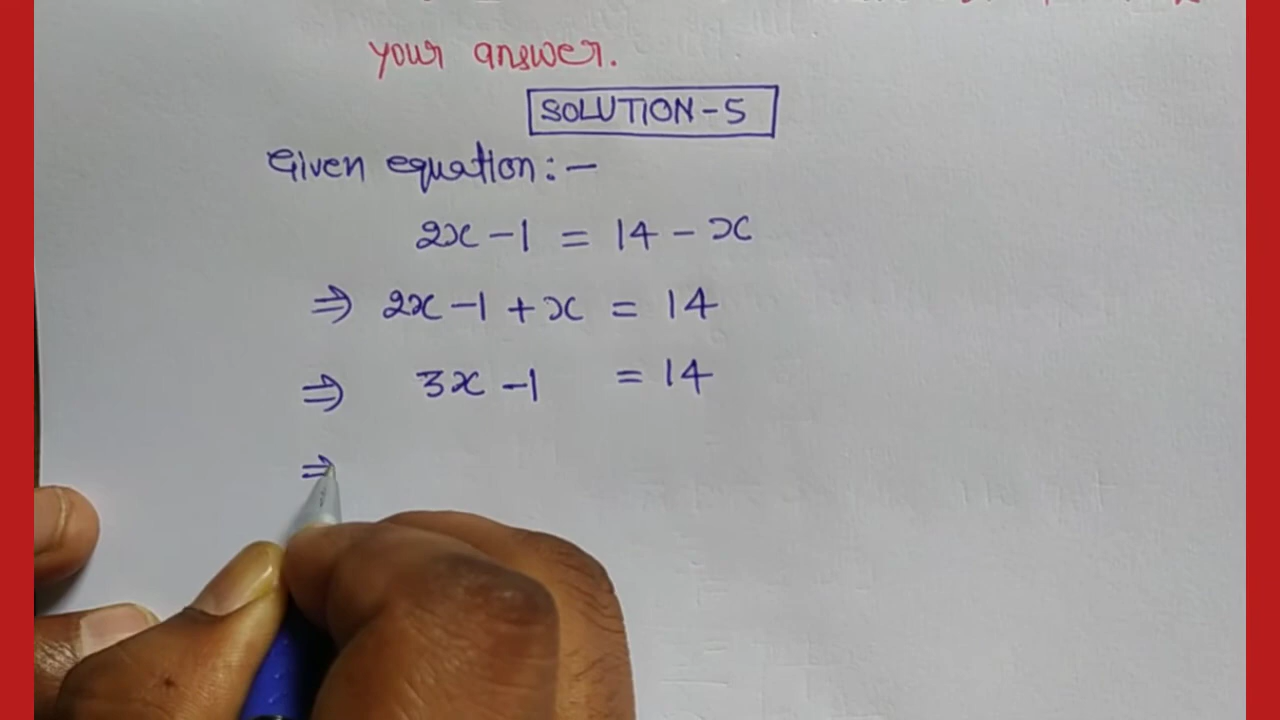 your answer.
SOLUTION-5
Given equation:-
2x-1 = 14-x
⇒ 2x-1+x = 14
⇒ 3x-1 = 14
⇒